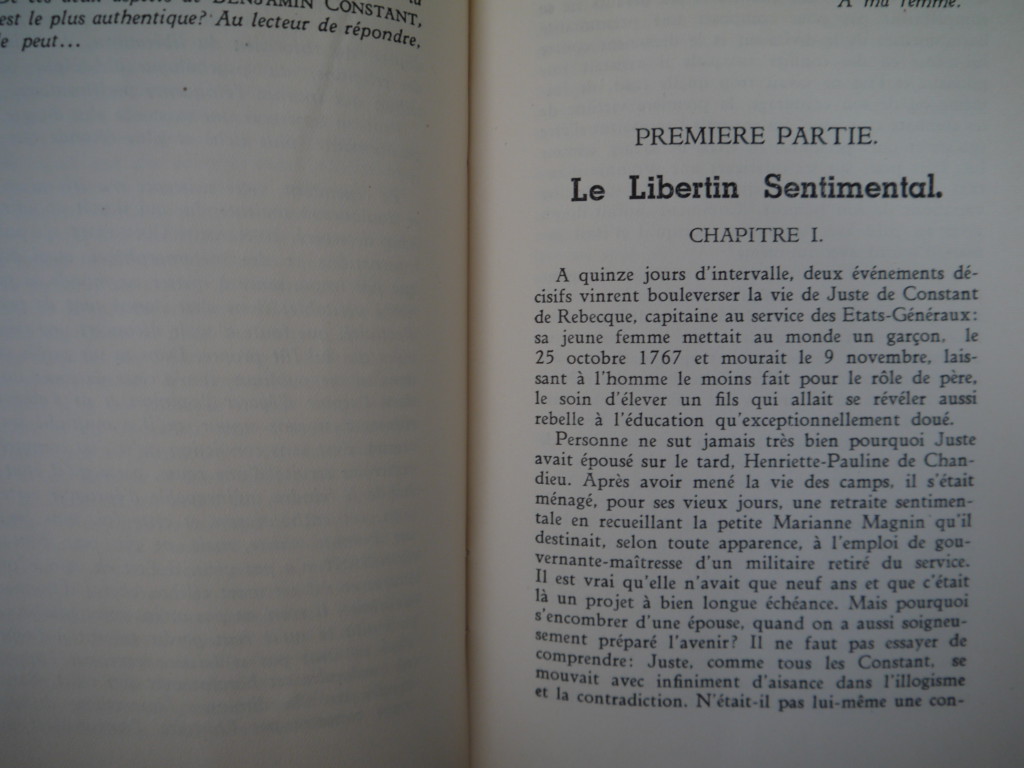 BENJAMIN CONSTANT,
est le plus authentique? Au lecteur de répondre,
peut...
A ma femme.
PREMIERE PARTIE.
Le Libertin Sentimental.
CHAPITRE I.
A quinze jours d'intervalle, deux événements dé-
cisifs vinrent bouleverser la vie de Juste de Constant
de Rebecque, capitaine au service des Etats-Généraux:
sa jeune femme mettait au monde un garçon, le
25 octobre 1767 et mourait le 9 novembre, lais-
sant à l'homme le moins fait pour le rôle de père,
le soin d'élever un fils qui allait se révéler aussi
rebelle à l'éducation qu'exceptionnellement doué.
Personne ne sut jamais très bien pourquoi Juste
avait épousé sur le tard, Henriette-Pauline de Chan-
dieu. Après avoir mené la vie des camps, il s'était
ménagé, pour ses vieux jours, une retraite sentimen-
tale en recueillant la petite Marianne Magnin qu'il
destinait, selon toute apparence, à l'emploi de gou-
vernante-maîtresse d'un militaire retiré du service.
Il est vrai qu'elle n'avait que neuf ans et que c'était
là un projet à bien longue échéance. Mais pourquoi
s'encombrer d'une épouse, quand on a aussi soigneu-
sement préparé l'avenir? Il ne faut pas essayer de
comprendre: Juste, comme tous les Constant, se
mouvait avec infiniment d'aisance dans l'illogisme
et la contradiction. N'était-il pas lui-même une con-